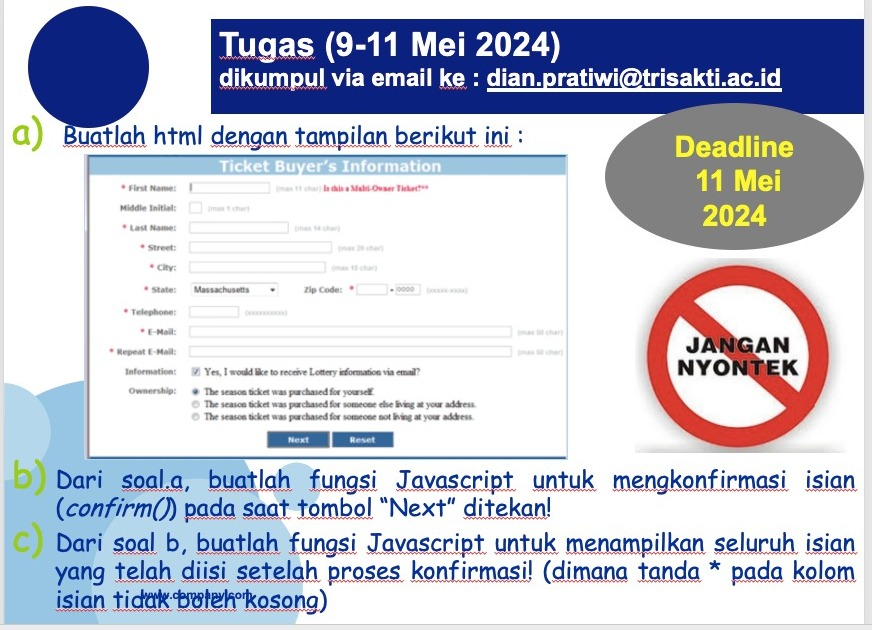 Tugas (9-11 Mei 2024)
dikumpul via email ke : dian.pratiwi@trisakti.ac.id
a) Buatlah html dengan tampilan berikut ini :
Deadline
11 Mei
2024
Ticket Buyer's Information
* First Name: (max 11 char) Is this a Multi-Owner Ticket?**
Middle Initial: (max 1 char)
* Last Name: (max 14 char)
* Street: (max 20 char)
* City: (max 15 char)
* State: Massachusetts Zip Code: * - 0000 (xxxxx-xxxx)
* Telephone: (xxxxxxxxxx)
* E-Mail: (max 50 char)
* Repeat E-Mail: (max 50 char)
Information: Yes, I would like to receive Lottery information via email?
Ownership: The season ticket was purchased for yourself.
The season ticket was purchased for someone else living at your address.
The season ticket was purchased for someone not living at your address.
Next Reset
JANGAN
NYONTEK
b) Dari soal.a, buatlah fungsi Javascript untuk mengkonfirmasi isian
(confirm()) pada saat tombol “Next” ditekan!
c) Dari soal b, buatlah fungsi Javascript untuk menampilkan seluruh isian
yang telah diisi setelah proses konfirmasi! (dimana tanda * pada kolom
isian tidak boleh kosong)
www.company.com